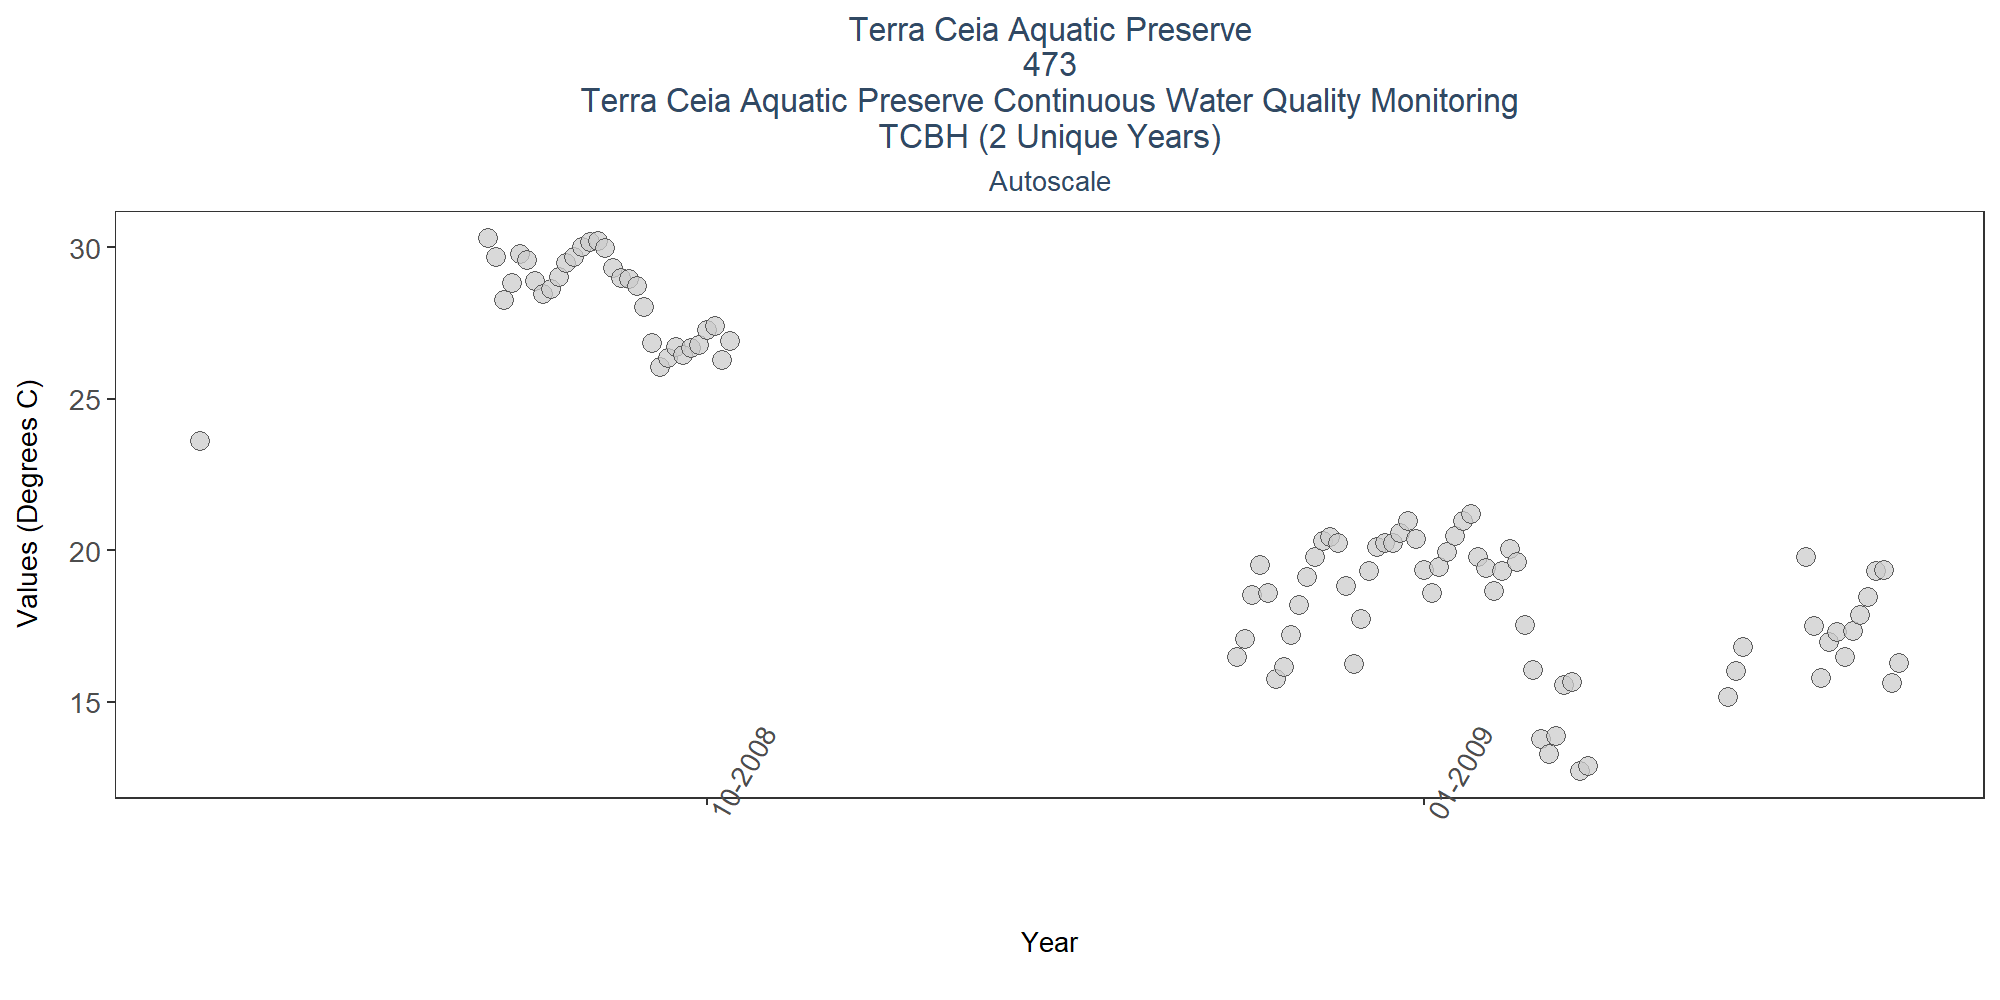 Terra Ceia Aquatic Preserve
473
Terra Ceia Aquatic Preserve Continuous Water Quality Monitoring
TCBH (2 Unique Years)
Autoscale
Values (Degrees C)
30
25
20
15
10-2008
01-2009
Year